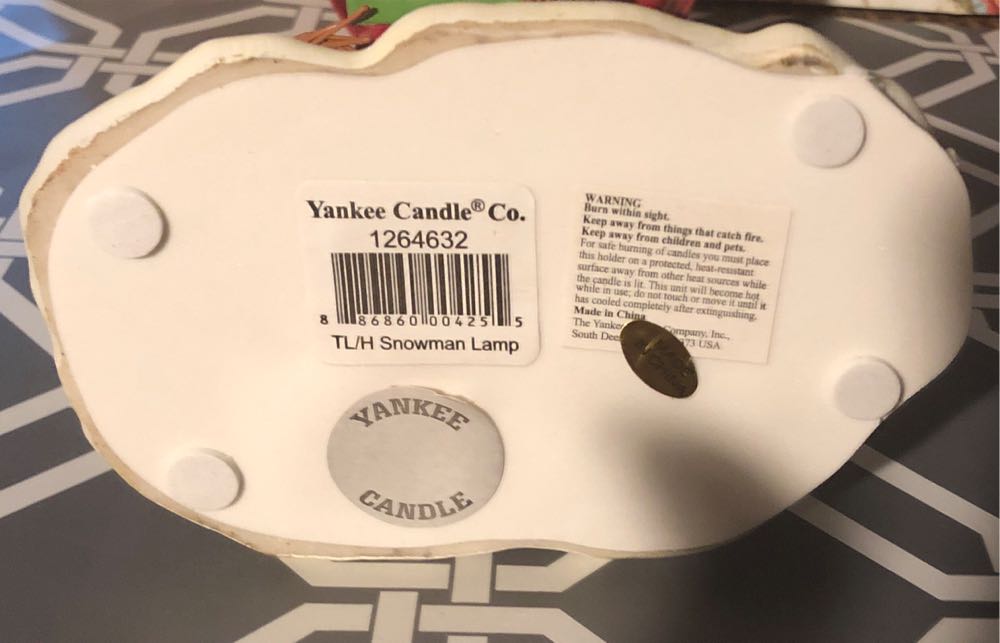 Yankee Candle® Co.
1264632
8 86860 00425 5
TL/H Snowman Lamp
WARNING
Burn within sight.
Keep away from things that catch fire.
Keep away from children and pets.
For safe burning of candles you must place
this holder on a protected, heat-resistant
surface away from other heat sources while
the candle is lit. This unit will become hot
while in use; do not touch or move it until it
has cooled completely after extinguishing.
Made in China
The Yankee Company, Inc.,
South 373 USA
YANKEE
CANDLE